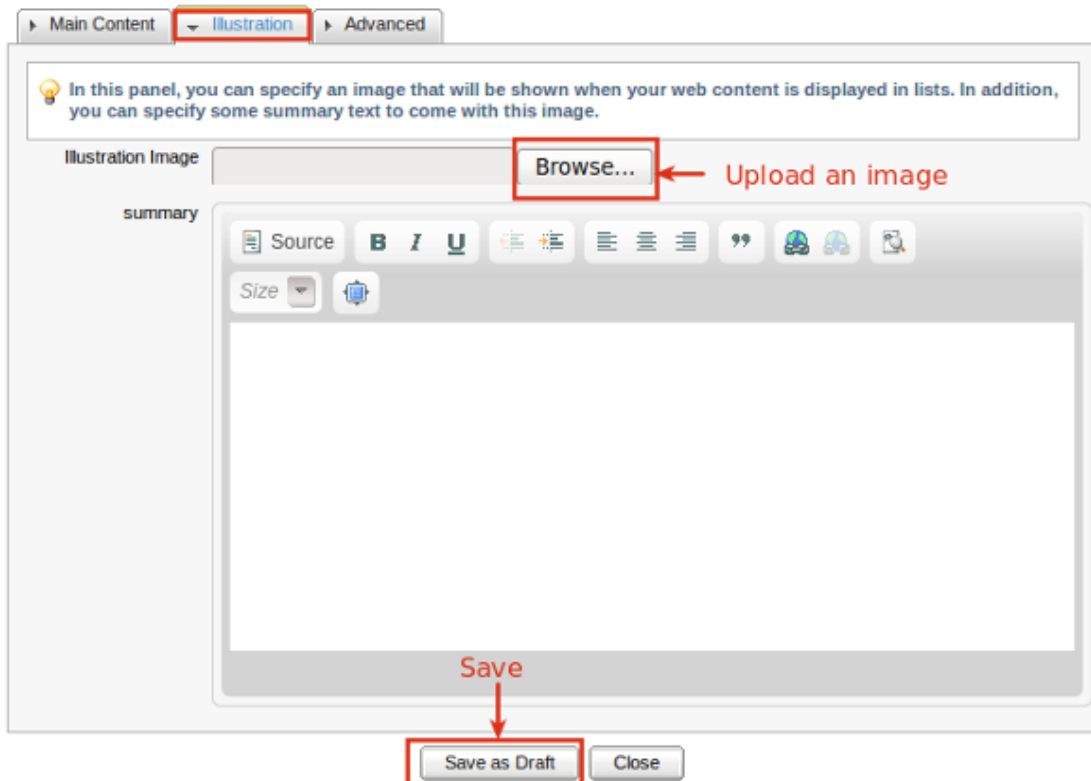 Main Content Illustration Advanced
In this panel, you can specify an image that will be shown when your web content is displayed in lists. In addition,
you can specify some summary text to come with this image.
Illustration Image Browse... Upload an image
summary
Source B I U
Size
Save
Save as Draft Close